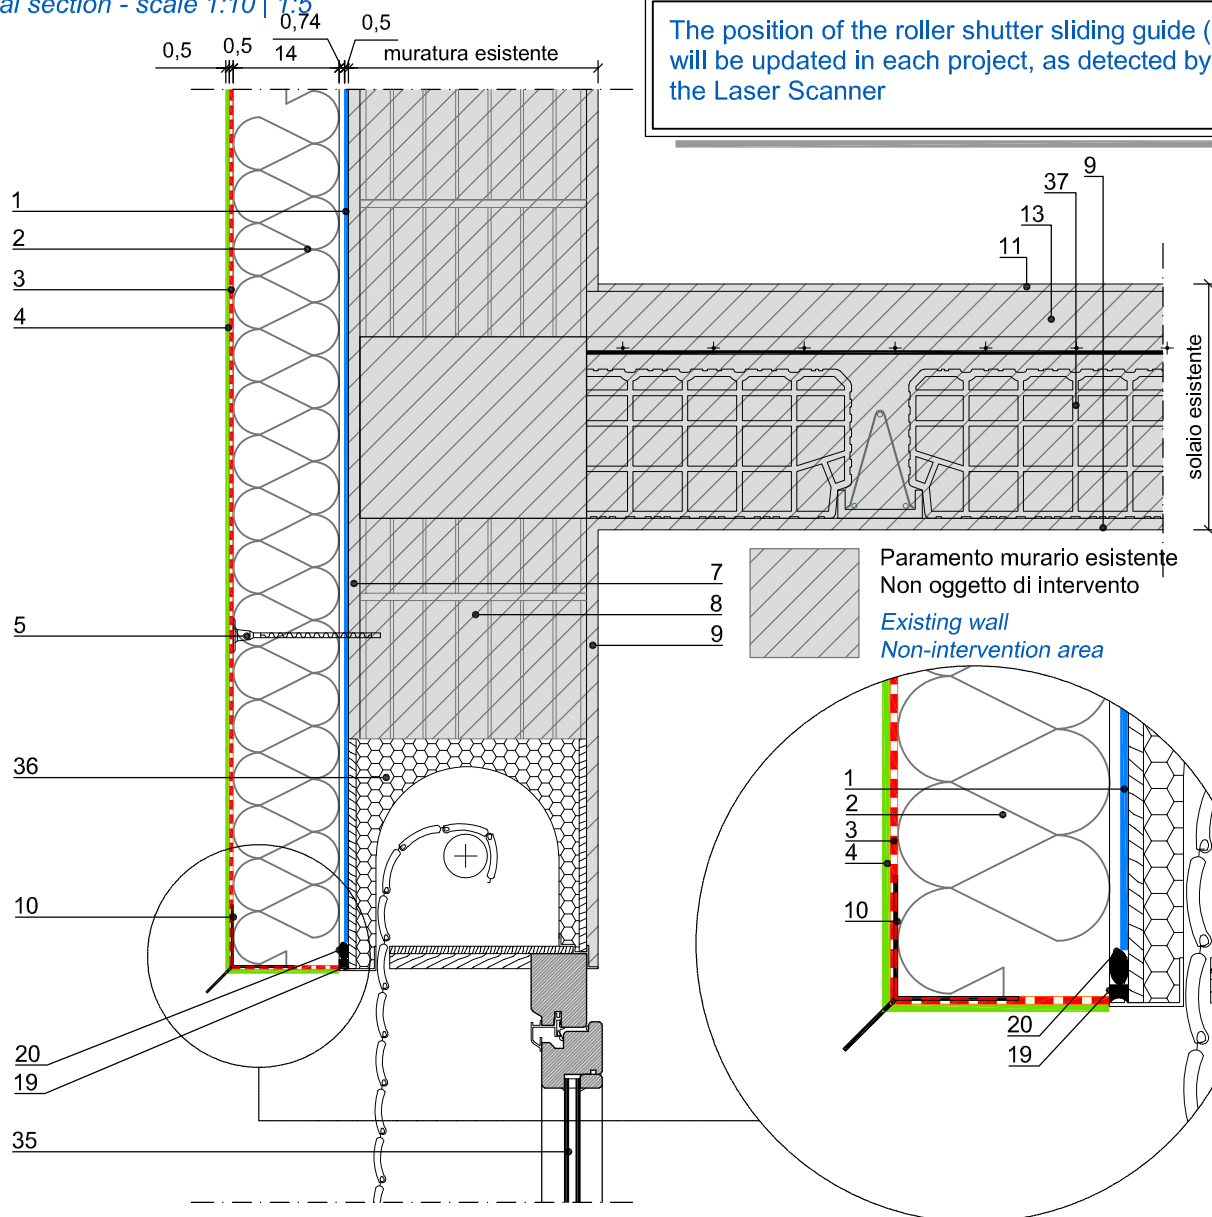 al section - scale 1:10 | 1:5
0,5
0,5
0,74
14
0,5
muratura esistente
The position of the roller shutter sliding guide (
will be updated in each project, as detected by
the Laser Scanner
1
2
3
4
5
36
10
20
19
35
9
37
13
11
solaio esistente
7
8
9
Paramento murario esistente
Non oggetto di intervento
Existing wall
Non-intervention area
1
2
3
4
10
20
19